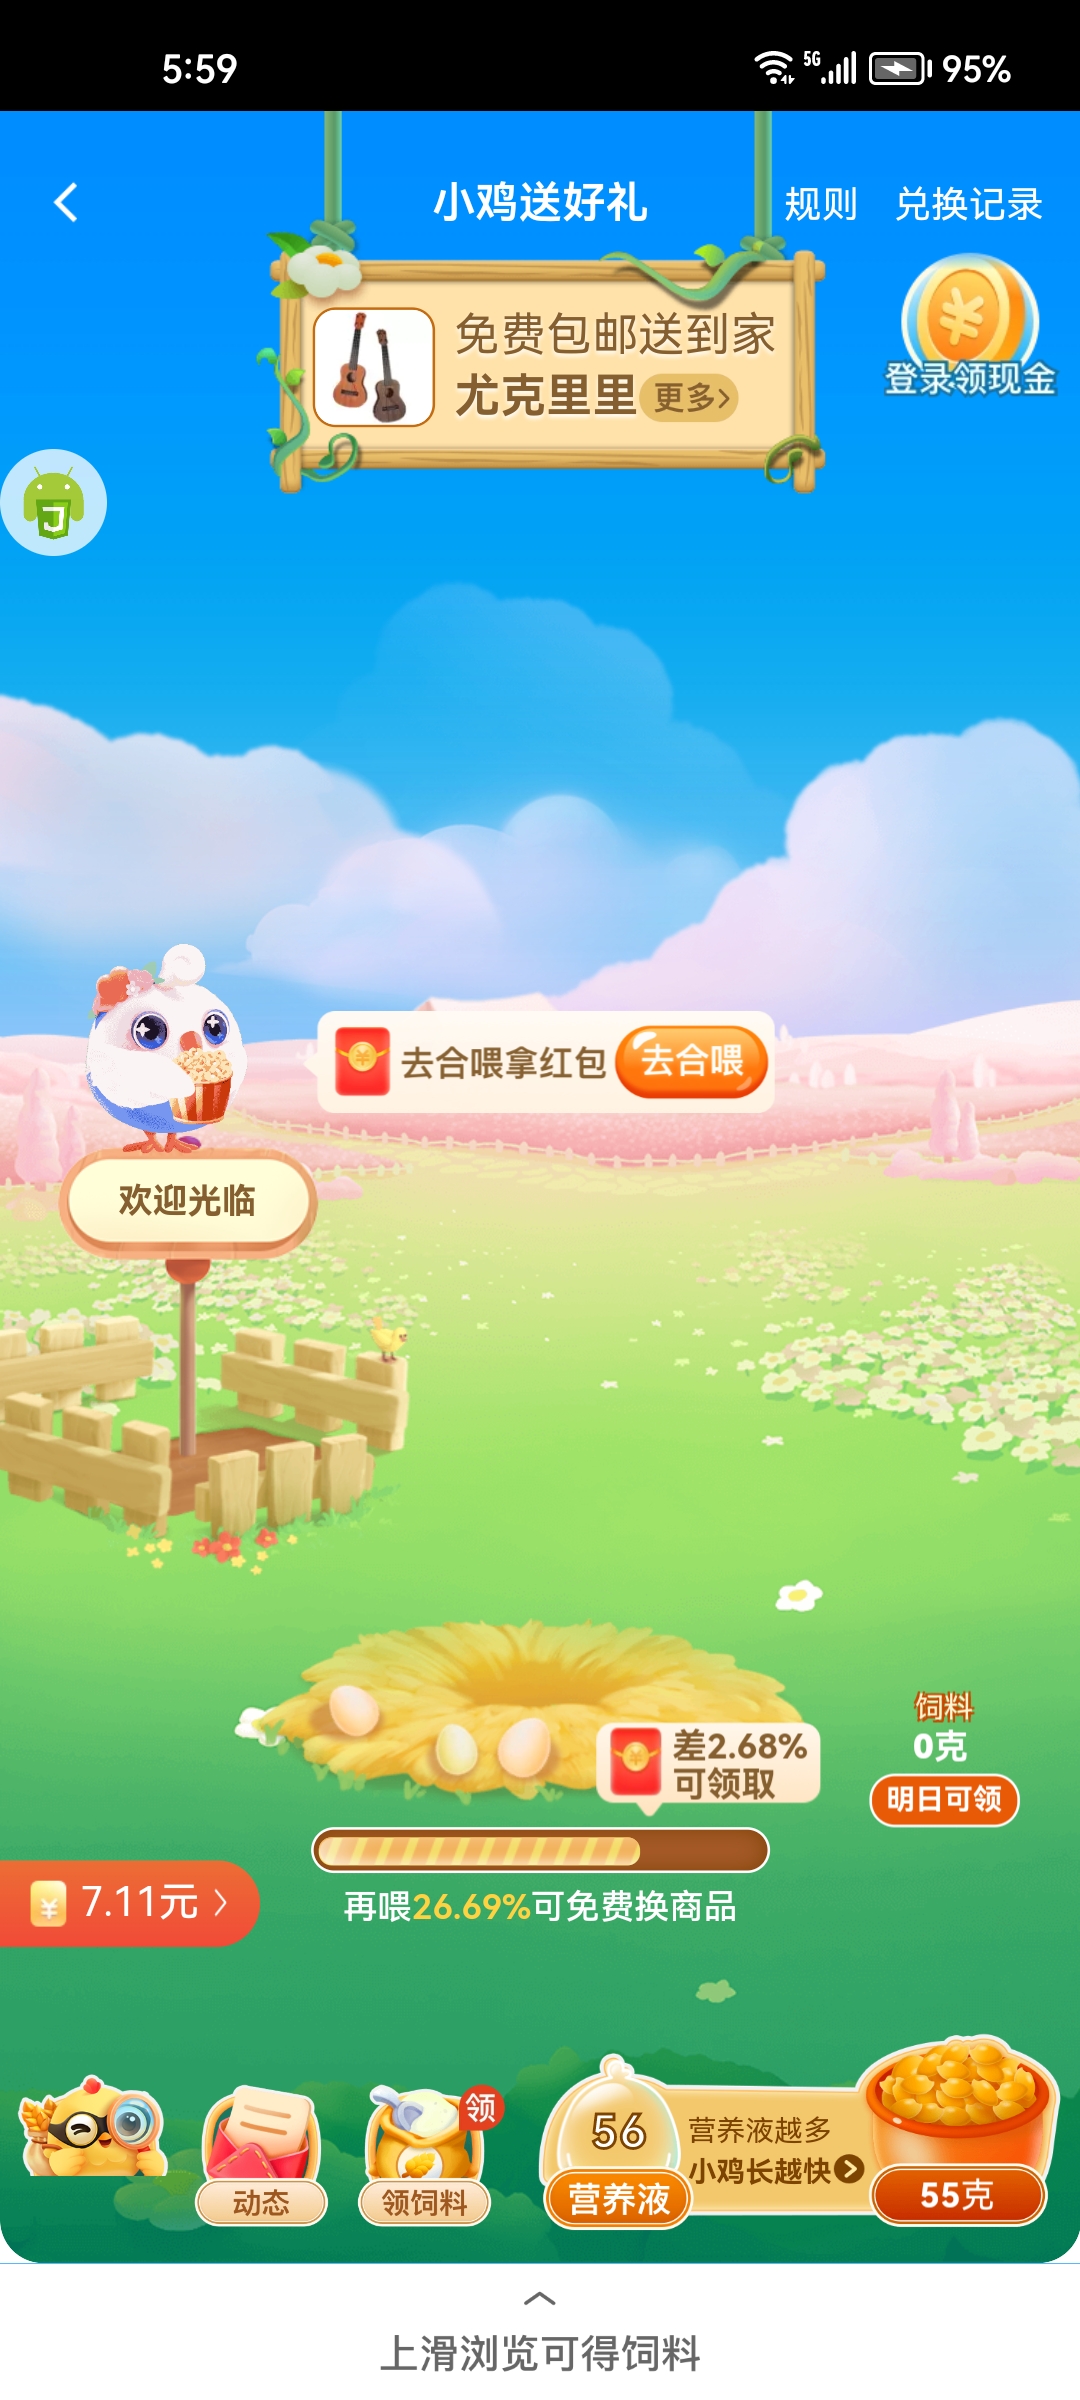 5:59
5G
95%
小鸡送好礼
规则
兑换记录
免费包邮送到家
尤克里里
更多
登录领现金
J
去合喂拿红包
去合喂
欢迎光临
差2.68%
可领取
饲料
0克
明日可领
7.11元
再喂26.69%可免费换商品
动态
领
领饲料
56
营养液
营养液越多
小鸡长越快
55克
上滑浏览可得饲料